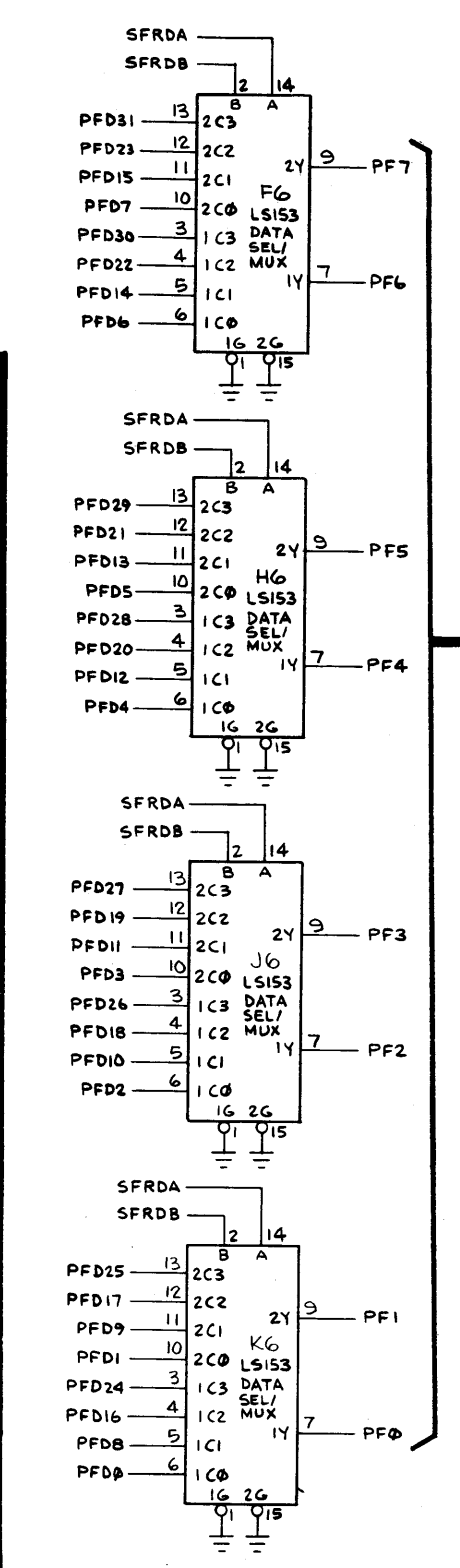 SFRDA
SFRDB
2 14
B A
PFD31 13 2C3
PFD23 12 2C2
PFD15 11 2C1
PFD7 10 2CØ
PFD30 3 1C3
PFD22 4 1C2
PFD14 5 1C1
PFD6 6 1CØ
F6
LS153
DATA
SEL/
MUX
2Y 9 PF7
1Y 7 PF6
1G 2G
1 15
SFRDA
SFRDB
2 14
B A
PFD29 13 2C3
PFD21 12 2C2
PFD13 11 2C1
PFD5 10 2CØ
PFD28 3 1C3
PFD20 4 1C2
PFD12 5 1C1
PFD4 6 1CØ
H6
LS153
DATA
SEL/
MUX
2Y 9 PF5
1Y 7 PF4
1G 2G
1 15
SFRDA
SFRDB
2 14
B A
PFD27 13 2C3
PFD19 12 2C2
PFD11 11 2C1
PFD3 10 2CØ
PFD26 3 1C3
PFD18 4 1C2
PFD10 5 1C1
PFD2 6 1CØ
J6
LS153
DATA
SEL/
MUX
2Y 9 PF3
1Y 7 PF2
1G 2G
1 15
SFRDA
SFRDB
2 14
B A
PFD25 13 2C3
PFD17 12 2C2
PFD9 11 2C1
PFD1 10 2CØ
PFD24 3 1C3
PFD16 4 1C2
PFD8 5 1C1
PFDØ 6 1CØ
K6
LS153
DATA
SEL/
MUX
2Y 9 PF1
1Y 7 PFØ
1G 2G
1 15